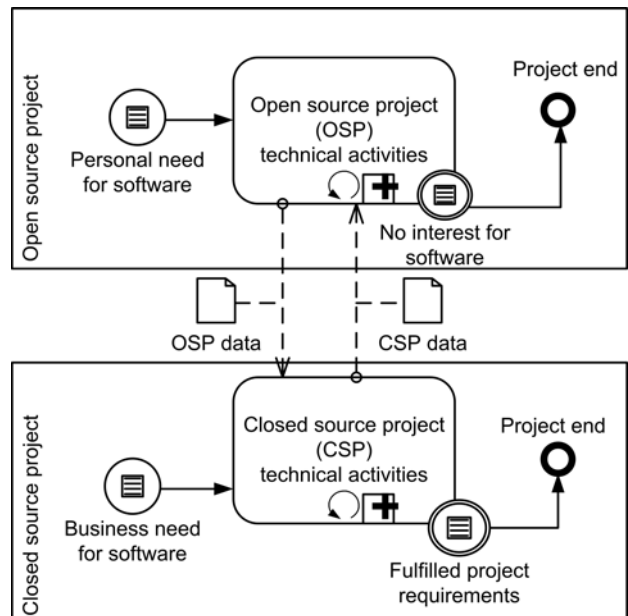 Open source project
Personal need
for software
Open source project
(OSP)
technical activities
Project end
No interest for
software
OSP data
CSP data
Closed source project
Business need
for software
Closed source project
(CSP)
technical activities
Project end
Fulfilled project
requirements